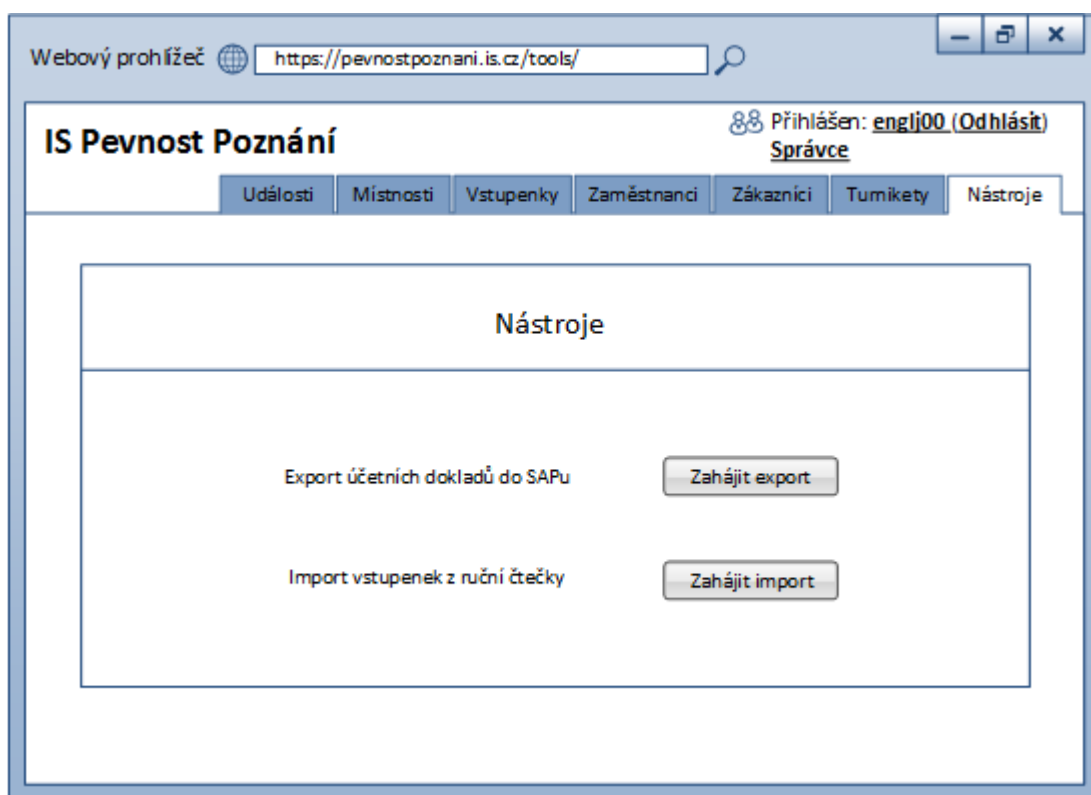 Webový prohlížeč https://pevnostpoznani.is.cz/tools/
IS Pevnost Poznání
Přihlášen: englj00 (Odhlásit)
Správce
Události Místnosti Vstupenky Zaměstnanci Zákazníci Turnikety Nástroje
Nástroje
Export účetních dokladů do SAPu Zahájit export
Import vstupenek z ruční čtečky Zahájit import